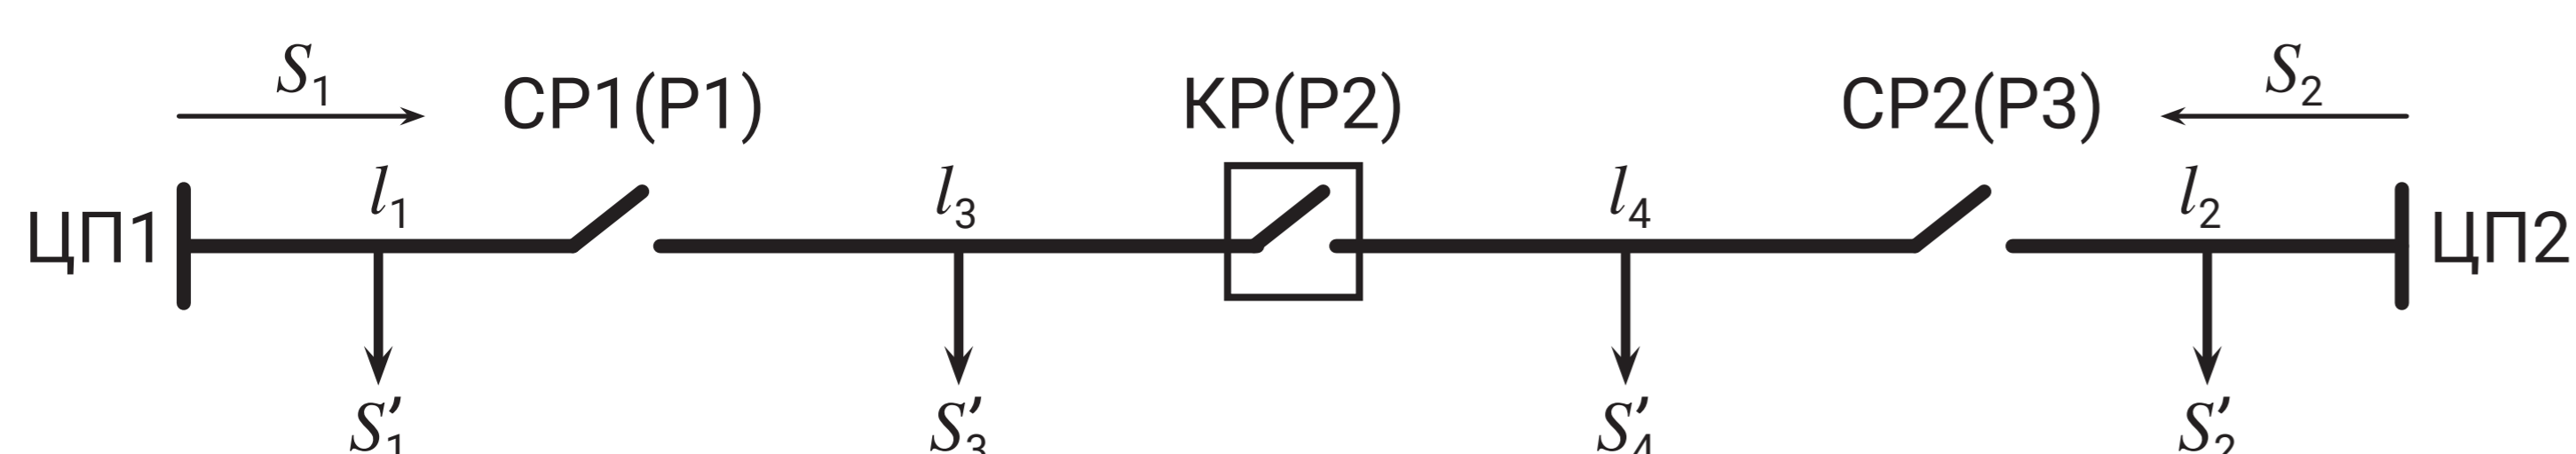 S₁ СР1(Р1) КР(Р2) СР2(Р3) S₂
ЦП1 l₁ l₃ l₄ l₂ ЦП2
S′₁ S′₃ S′₄ S′₂